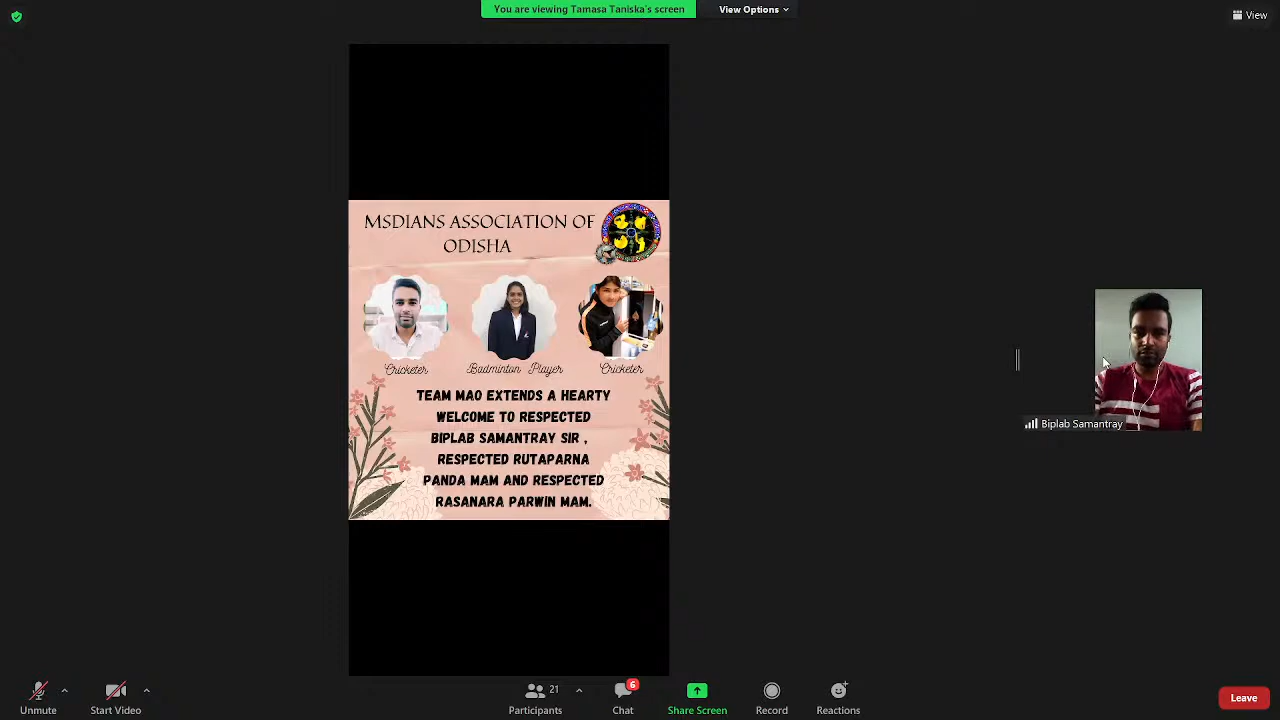 You are viewing Tamasa Taniska's screen
View Options
View
MSDIANS ASSOCIATION OF
ODISHA
Cricketer
Badminton Player
Cricketer
TEAM MAO EXTENDS A HEARTY
WELCOME TO RESPECTED
BIPLAB SAMANTRAY SIR ,
RESPECTED RUTAPARNA
PANDA MAM AND RESPECTED
RASANARA PARWIN MAM.
Biplab Samantray
Unmute
Start Video
21
Participants
6
Chat
Share Screen
Record
Reactions
Leave